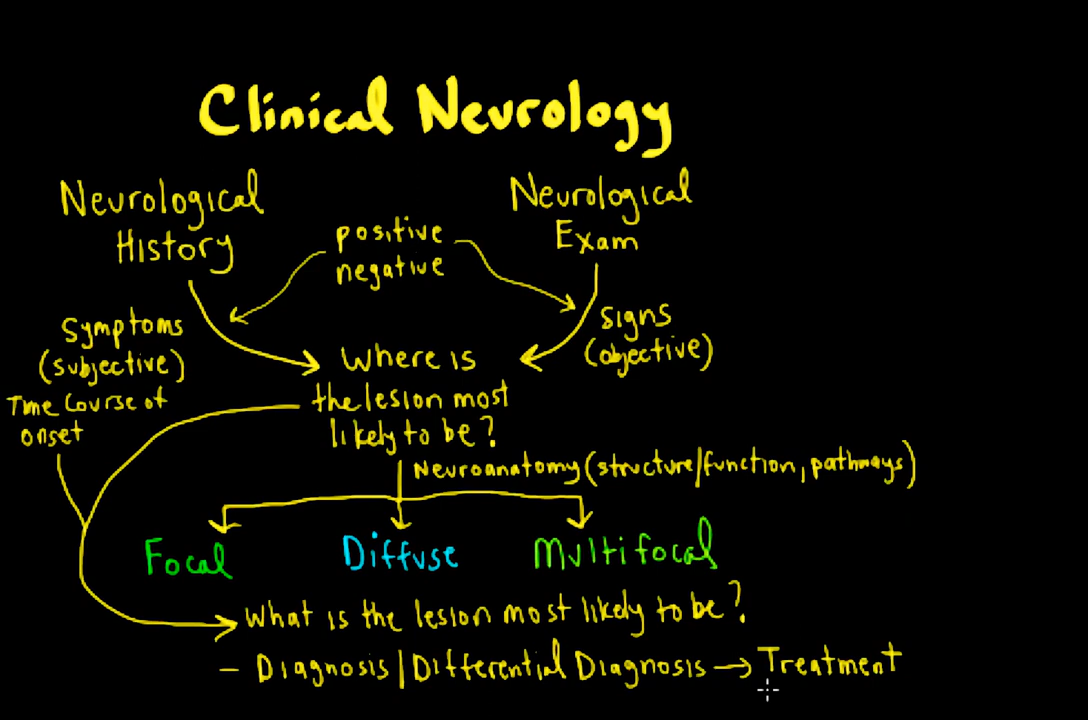 Clinical Neurology
Neurological
History
Neurological
Exam
positive
negative
Symptoms
(subjective)
Time Course of
onset
Signs
(objective)
Where is
the lesion most
likely to be?
Neuroanatomy (structure/function, pathways)
Focal
Diffuse
Multifocal
What is the lesion most likely to be?
- Diagnosis/Differential Diagnosis → Treatment